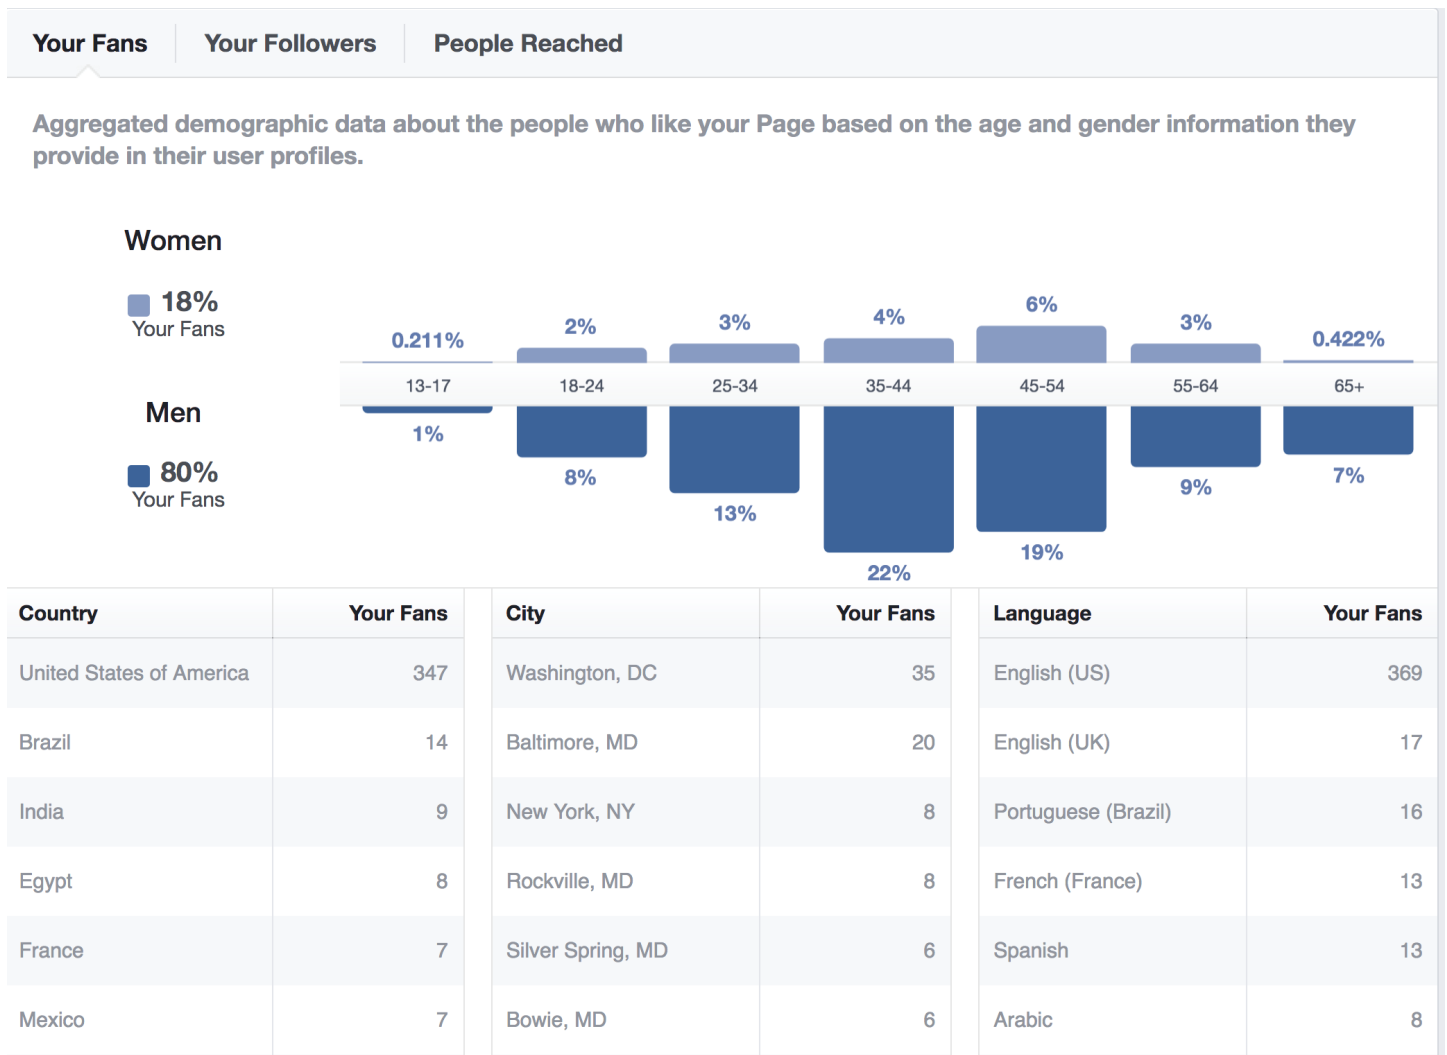 Your Fans Your Followers People Reached
Aggregated demographic data about the people who like your Page based on the age and gender information they
provide in their user profiles.
Women
18%
Your Fans
0.211% 2% 3% 4% 6% 3% 0.422%
13-17 18-24 25-34 35-44 45-54 55-64 65+
Men
80%
Your Fans
1% 8% 13% 22% 19% 9% 7%
Country Your Fans City Your Fans Language Your Fans
United States of America 347 Washington, DC 35 English (US) 369
Brazil 14 Baltimore, MD 20 English (UK) 17
India 9 New York, NY 8 Portuguese (Brazil) 16
Egypt 8 Rockville, MD 8 French (France) 13
France 7 Silver Spring, MD 6 Spanish 13
Mexico 7 Bowie, MD 6 Arabic 8